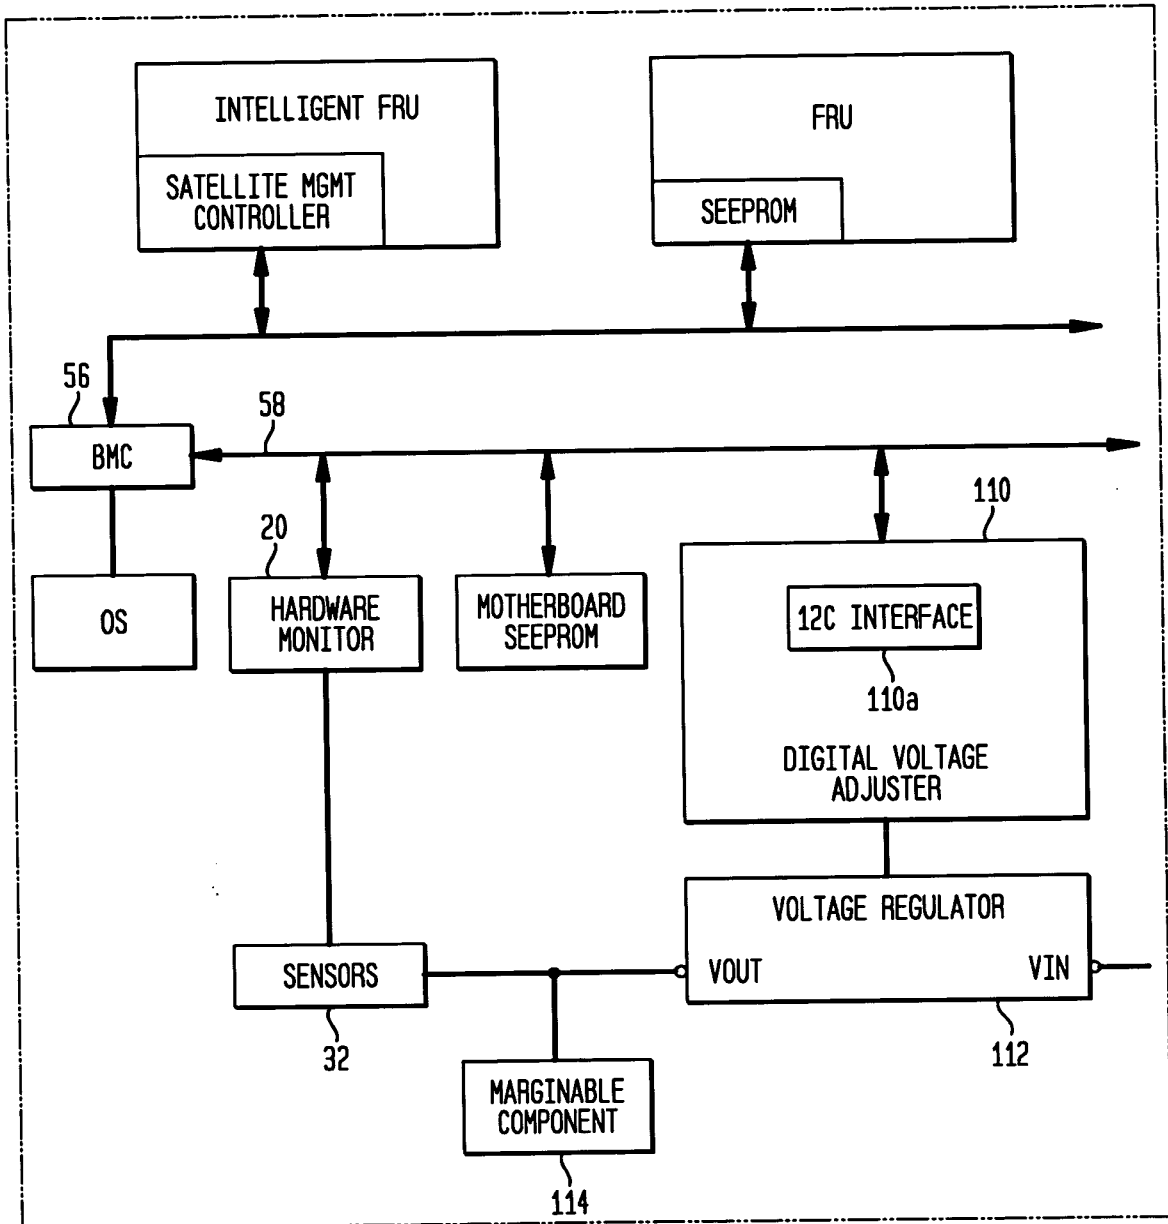 INTELLIGENT FRU
SATELLITE MGMT
CONTROLLER
FRU
SEEPROM
56
BMC
58
OS
20
HARDWARE
MONITOR
MOTHERBOARD
SEEPROM
110
12C INTERFACE
110a
DIGITAL VOLTAGE
ADJUSTER
VOLTAGE REGULATOR
VOUT
VIN
112
SENSORS
32
MARGINABLE
COMPONENT
114